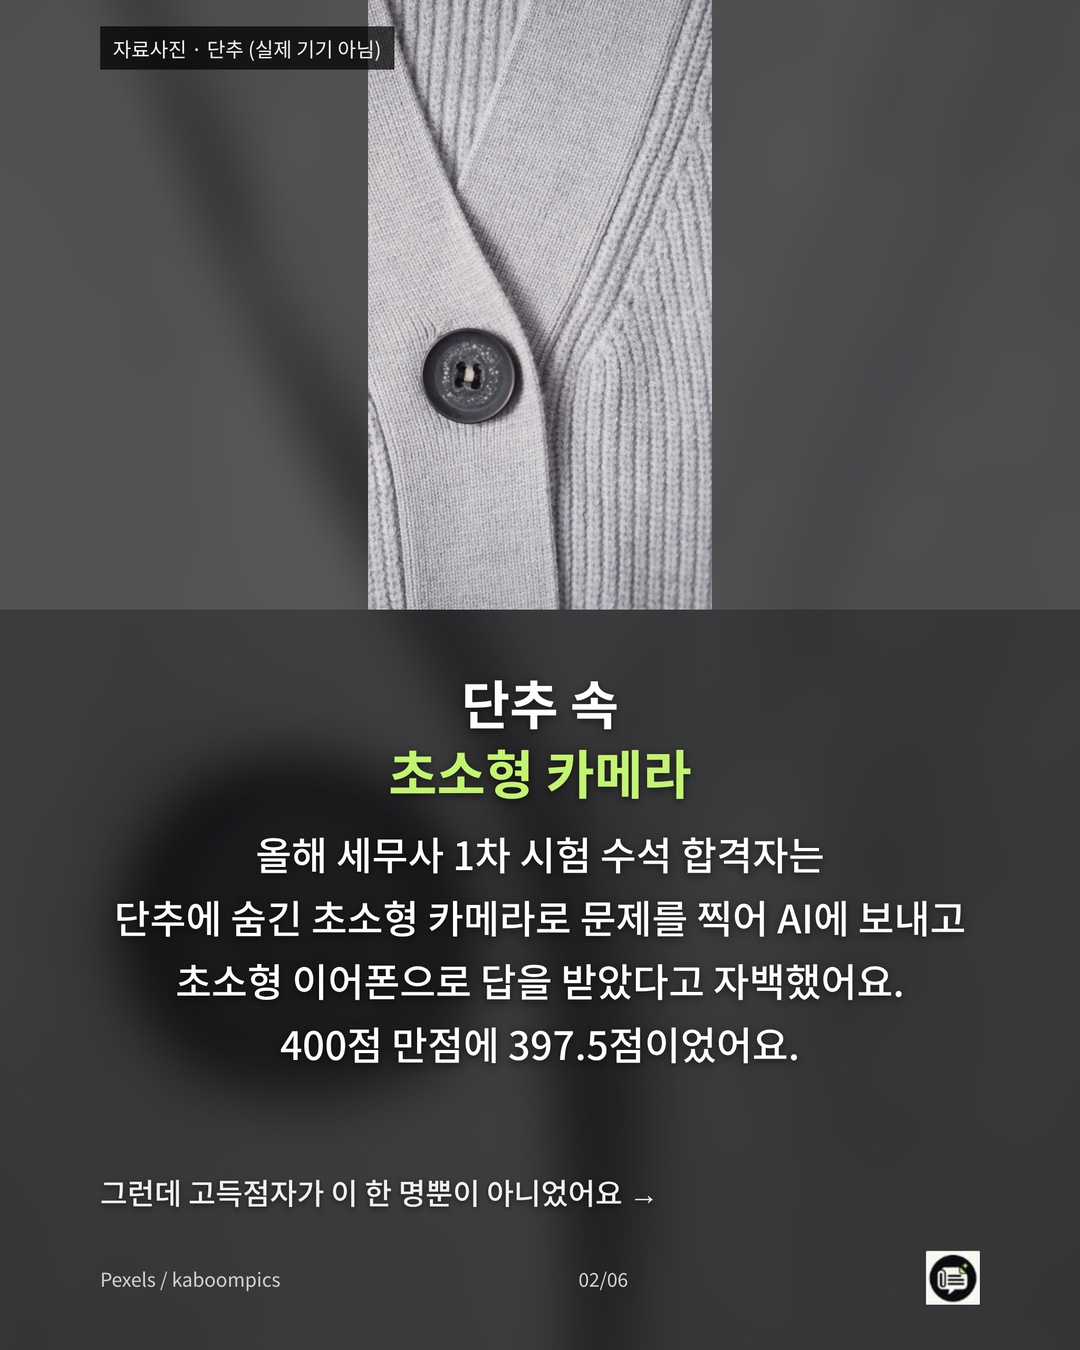 자료사진 · 단추 (실제 기기 아님)
단추 속
초소형 카메라
올해 세무사 1차 시험 수석 합격자는
단추에 숨긴 초소형 카메라로 문제를 찍어 AI에 보내고
초소형 이어폰으로 답을 받았다고 자백했어요.
400점 만점에 397.5점이었어요.
그런데 고득점자가 이 한 명뿐이 아니었어요 →
Pexels / kaboompics
02/06